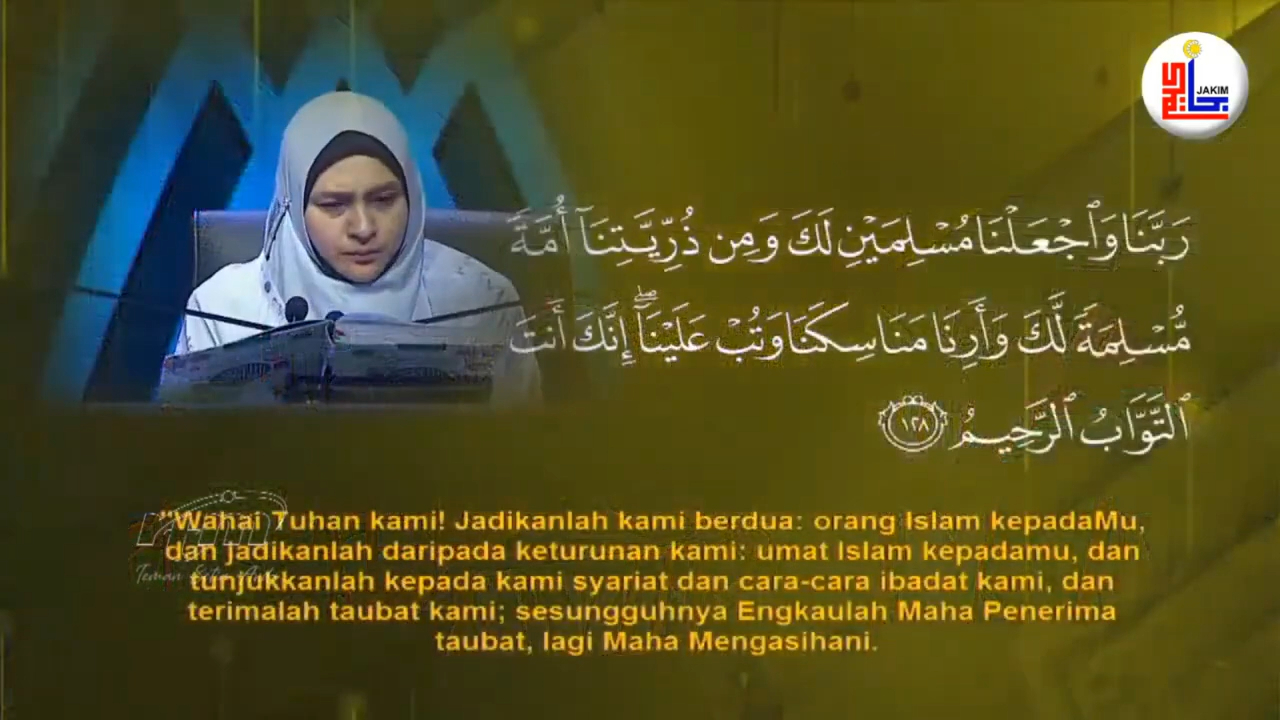 JAKIM
رَبَّنَا وَٱجْعَلْنَا مُسْلِمَيْنِ لَكَ وَمِن ذُرِّيَّتِنَآ أُمَّةً
مُّسْلِمَةً لَّكَ وَأَرِنَا مَنَاسِكَنَا وَتُبْ عَلَيْنَآ ۖ إِنَّكَ أَنتَ
ٱلتَّوَّابُ ٱلرَّحِيمُ ١٢٨
"Wahai Tuhan kami! Jadikanlah kami berdua: orang Islam kepadaMu,
dan jadikanlah daripada keturunan kami: umat Islam kepadamu, dan
tunjukkanlah kepada kami syariat dan cara-cara ibadat kami, dan
terimalah taubat kami; sesungguhnya Engkaulah Maha Penerima
taubat, lagi Maha Mengasihani.